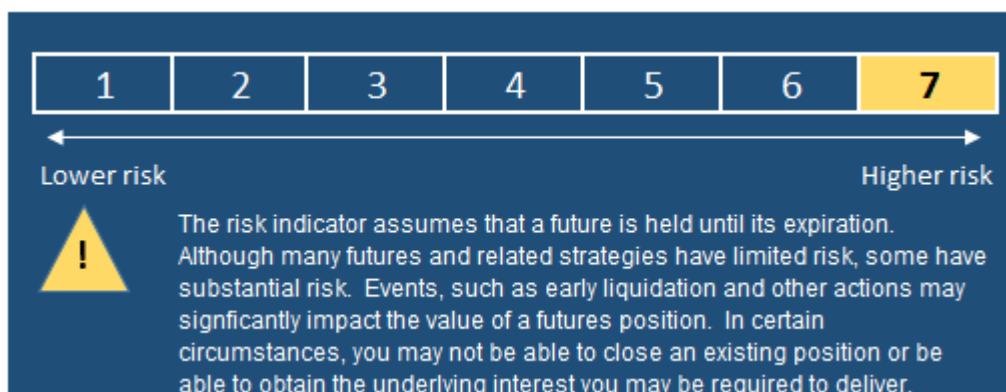 1 2 3 4 5 6 7
Lower risk Higher risk
! The risk indicator assumes that a future is held until its expiration.
Although many futures and related strategies have limited risk, some have
substantial risk. Events, such as early liquidation and other actions may
signficantly impact the value of a futures position. In certain
circumstances, you may not be able to close an existing position or be
able to obtain the underlying interest you may be required to deliver.